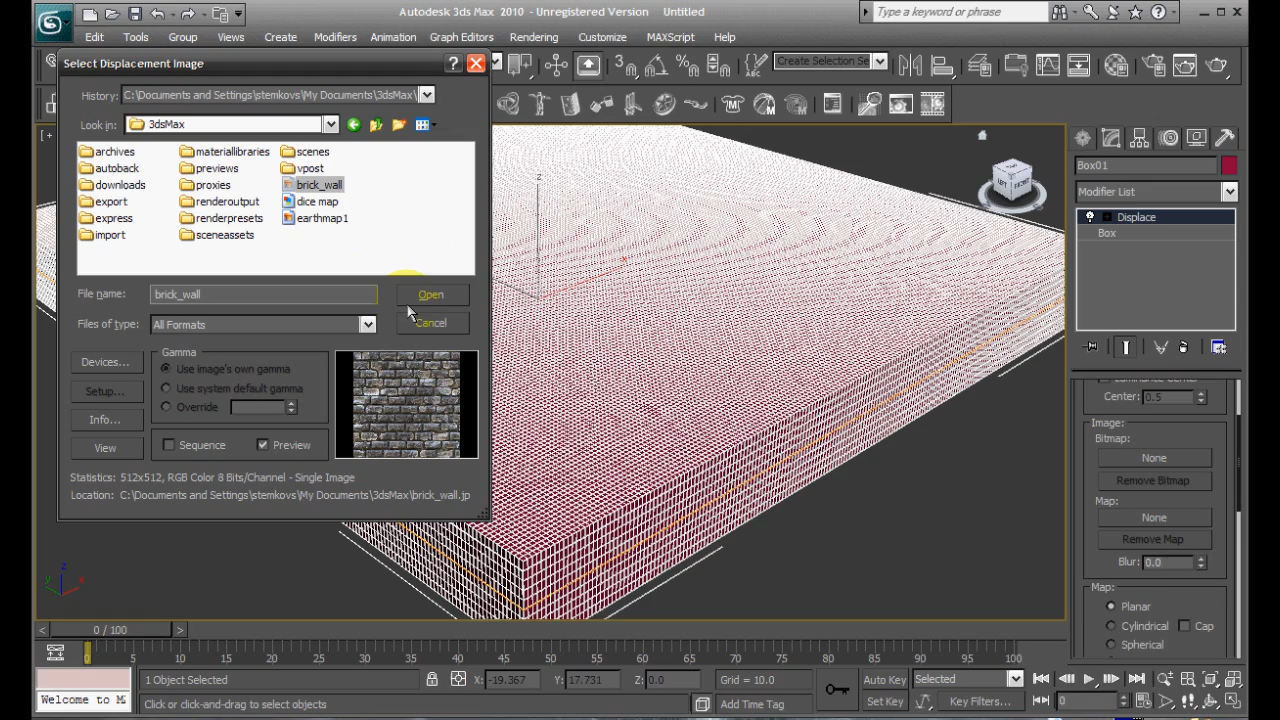 Autodesk 3ds Max 2010 - Unregistered Version Untitled
Type a keyword or phrase
Edit Tools Group Views Create Modifiers Animation Graph Editors Rendering Customize MAXScript Help
Select Displacement Image
Create Selection Se
History: C:\Documents and Settings\stemkovs\My Documents\3dsMax\
Look in: 3dsMax
archives materiallibraries scenes
autoback previews vpost
downloads proxies brick_wall
export renderoutput dice map
express renderpresets earthmap1
import sceneassets
File name: brick_wall Open
Files of type: All Formats Cancel
Devices...
Setup...
Info...
View
Gamma
Use image's own gamma
Use system default gamma
Override
Sequence Preview
Statistics: 512x512, RGB Color 8 Bits/Channel - Single Image
Location: C:\Documents and Settings\stemkovs\My Documents\3dsMax\brick_wall.jp
z
x
LEFT FRONT
Box01
Modifier List
Displace
Box
Center: 0.5
Image:
Bitmap:
None
Remove Bitmap
Map:
None
Remove Map
Blur: 0.0
Map:
Planar
Cylindrical Cap
Spherical
z
y x
0 / 100
0 5 10 15 20 25 30 35 40 45 50 55 60 65 70 75 80 85 90 95 100
1 Object Selected X: -19.367 Y: 17.731 Z: 0.0 Grid = 10.0 Auto Key Selected
Welcome to M
Click or click-and-drag to select objects Add Time Tag Set Key Key Filters... 0